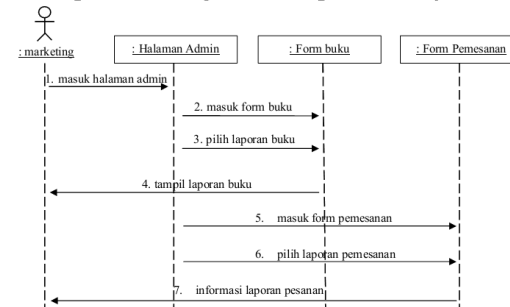 : marketing
: Halaman Admin
: Form buku
: Form Pemesanan
1. masuk halaman admin
2. masuk form buku
3. pilih laporan buku
4. tampil laporan buku
5. masuk form pemesanan
6. pilih laporan pemesanan
7. informasi laporan pesanan